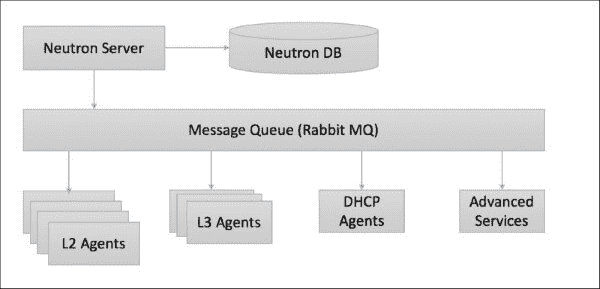 Neutron Server
Neutron DB
Message Queue (Rabbit MQ)
L2 Agents
L3 Agents
DHCP
Agents
Advanced
Services